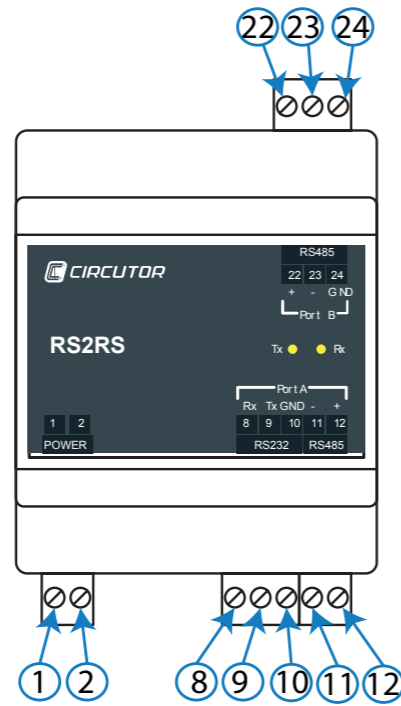 22 23 24
RS485
CIRCUTOR
22 23 24
+ - GND
Port B
RS2RS
Tx Rx
Port A
Rx Tx GND - +
1 2
8 9 10 11 12
POWER
RS232 RS485
1 2 8 9 10 11 12